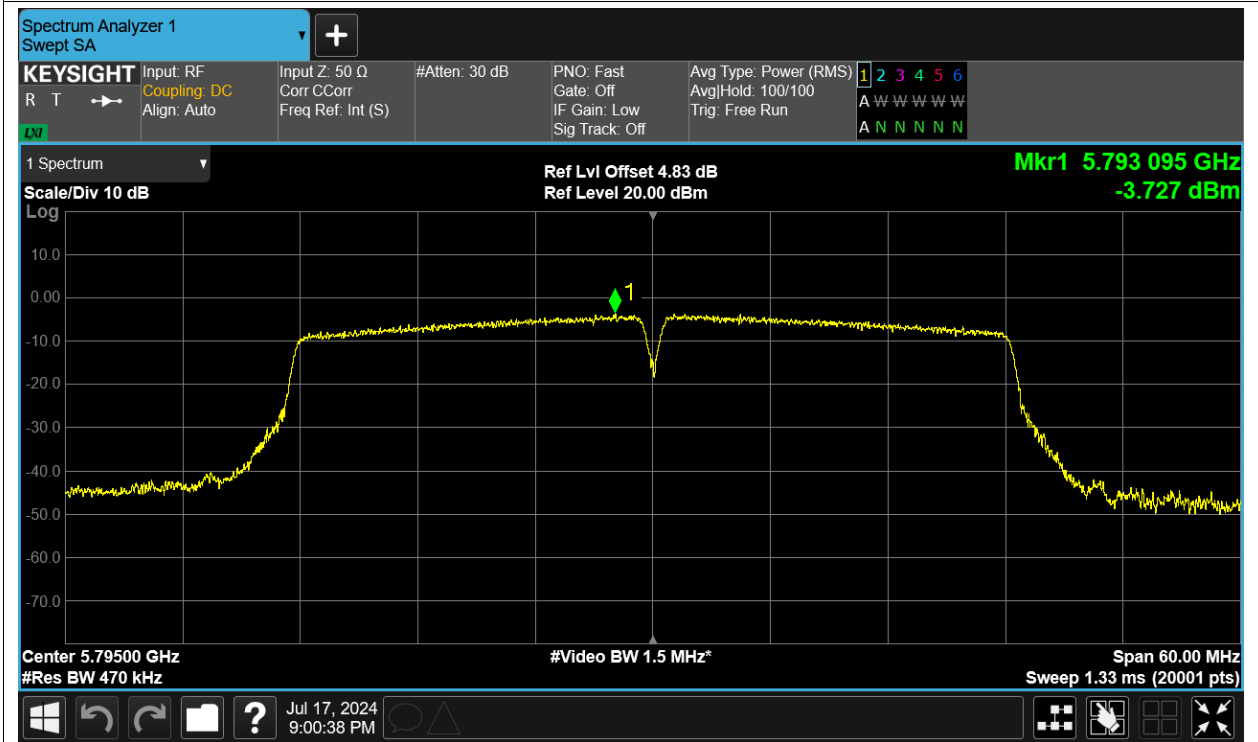 Spectrum Analyzer 1
Swept SA
KEYSIGHT
R T
LXI
Input: RF
Coupling: DC
Align: Auto
Input Z: 50 Ω
Corr CCorr
Freq Ref: Int (S)
#Atten: 30 dB
PNO: Fast
Gate: Off
IF Gain: Low
Sig Track: Off
Avg Type: Power (RMS)
Avg|Hold: 100/100
Trig: Free Run
1 2 3 4 5 6
A W W W W W
A N N N N N
1 Spectrum
Scale/Div 10 dB
Log
Ref Lvl Offset 4.83 dB
Ref Level 20.00 dBm
Mkr1 5.793 095 GHz
-3.727 dBm
10.0
0.00
-10.0
-20.0
-30.0
-40.0
-50.0
-60.0
-70.0
1
Center 5.79500 GHz
#Res BW 470 kHz
#Video BW 1.5 MHz*
Span 60.00 MHz
Sweep 1.33 ms (20001 pts)
?
Jul 17, 2024
9:00:38 PM